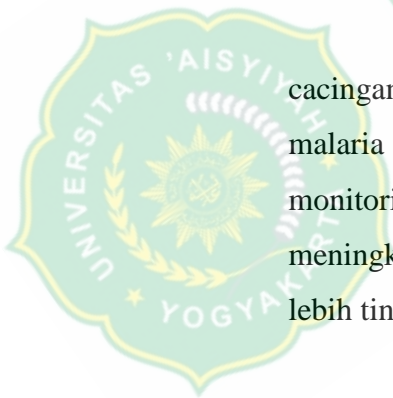 UNIVERSITAS 'AISYIYAH
YOGYAKARTA
cacingan
malaria
monitori
meningk
lebih tin